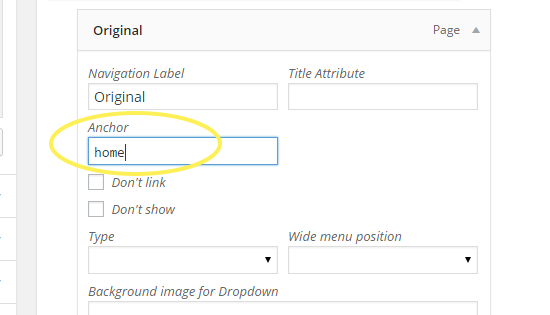 Original Page
Navigation Label Title Attribute
Original
Anchor
home
Don't link
Don't show
Type Wide menu position
Background image for Dropdown